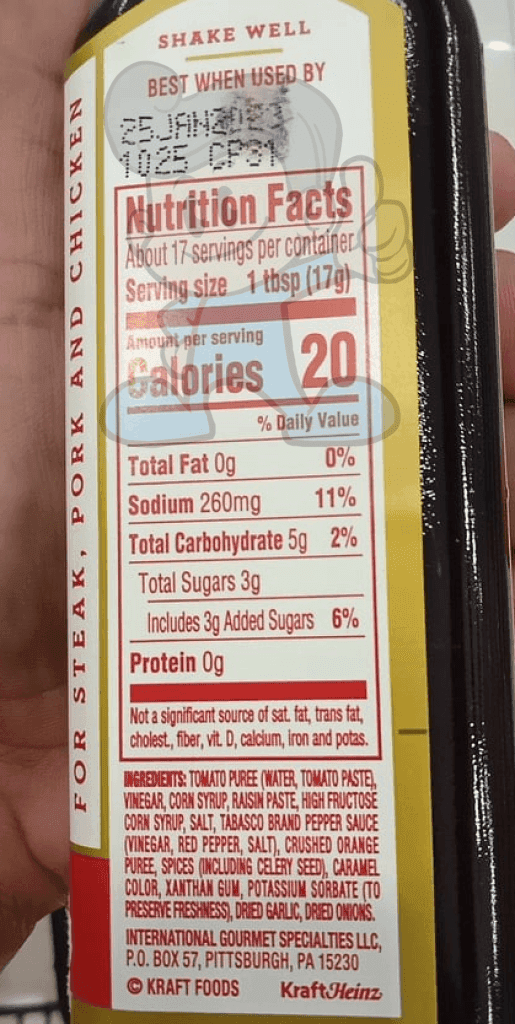 SHAKE WELL
BEST WHEN USED BY
25 JAN
1025 CP31
FOR STEAK, PORK AND CHICKEN
Nutrition Facts
About 17 servings per container
Serving size 1 tbsp (17g)
Amount per serving
Calories 20
% Daily Value
Total Fat 0g 0%
Sodium 260mg 11%
Total Carbohydrate 5g 2%
Total Sugars 3g
Includes 3g Added Sugars 6%
Protein 0g
Not a significant source of sat. fat, trans fat,
cholest., fiber, vit. D, calcium, iron and potas.
INGREDIENTS: TOMATO PUREE (WATER, TOMATO PASTE),
VINEGAR, CORN SYRUP, RAISIN PASTE, HIGH FRUCTOSE
CORN SYRUP, SALT, TABASCO BRAND PEPPER SAUCE
(VINEGAR, RED PEPPER, SALT), CRUSHED ORANGE
PUREE, SPICES (INCLUDING CELERY SEED), CARAMEL
COLOR, XANTHAN GUM, POTASSIUM SORBATE (TO
PRESERVE FRESHNESS), DRIED GARLIC, DRIED ONIONS.
INTERNATIONAL GOURMET SPECIALTIES LLC,
P.O. BOX 57, PITTSBURGH, PA 15230
© KRAFT FOODS KraftHeinz